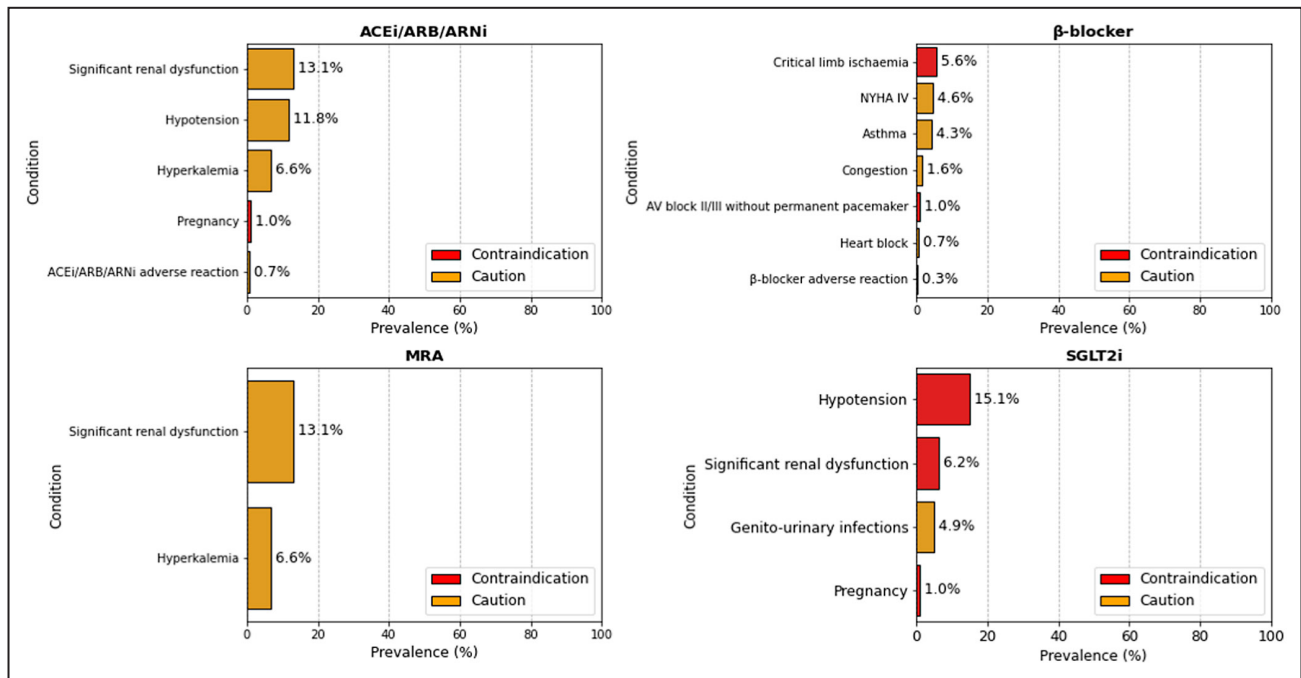 ACEi/ARB/ARNi
Condition
Significant renal dysfunction
13.1%
Hypotension
11.8%
Hyperkalemia
6.6%
Pregnancy
1.0%
ACEi/ARB/ARNi adverse reaction
0.7%
Contraindication
Caution
0 20 40 60 80 100
Prevalence (%)
β-blocker
Condition
Critical limb ischaemia
5.6%
NYHA IV
4.6%
Asthma
4.3%
Congestion
1.6%
AV block II/III without permanent pacemaker
1.0%
Heart block
0.7%
β-blocker adverse reaction
0.3%
Contraindication
Caution
0 20 40 60 80 100
Prevalence (%)
MRA
Condition
Significant renal dysfunction
13.1%
Hyperkalemia
6.6%
Contraindication
Caution
0 20 40 60 80 100
Prevalence (%)
SGLT2i
Condition
Hypotension
15.1%
Significant renal dysfunction
6.2%
Genito-urinary infections
4.9%
Pregnancy
1.0%
Contraindication
Caution
0 20 40 60 80 100
Prevalence (%)